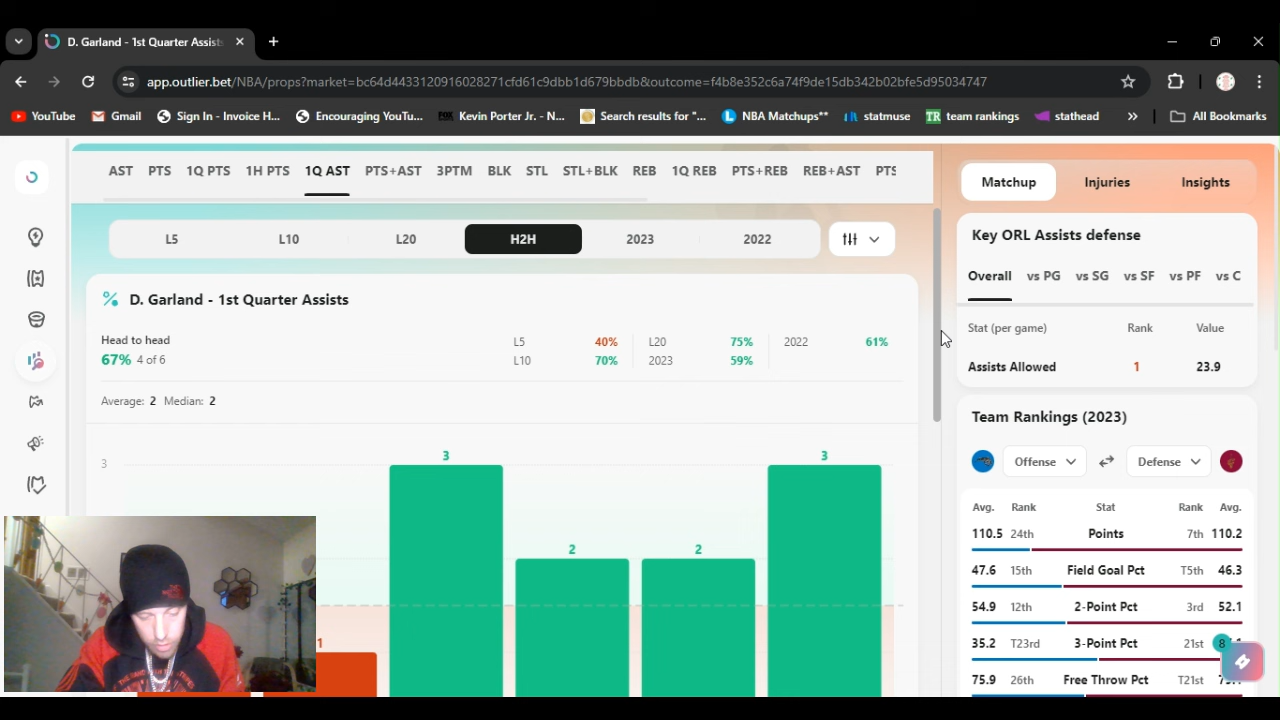 D. Garland - 1st Quarter Assists
app.outlier.bet/NBA/props?market=bc64d4433120916028271cfd61c9dbb1d679bbdb&outcome=f4b8e352c6a74f9de15db342b02bfe5d95034747
YouTube Gmail Sign In - Invoice H... Encouraging YouTu... Kevin Porter Jr. - N... Search results for "... NBA Matchups** statmuse TR team rankings stathead » All Bookmarks
AST PTS 1Q PTS 1H PTS 1Q AST PTS+AST 3PTM BLK STL STL+BLK REB 1Q REB PTS+REB REB+AST PTS
L5 L10 L20 H2H 2023 2022
D. Garland - 1st Quarter Assists
Head to head
67% 4 of 6
L5 40% L20 75% 2022 61%
L10 70% 2023 59%
Average: 2 Median: 2
3
3
3
2
2
1
Matchup Injuries Insights
Key ORL Assists defense
Overall vs PG vs SG vs SF vs PF vs C
Stat (per game) Rank Value
Assists Allowed 1 23.9
Team Rankings (2023)
Offense Defense
Avg. Rank Stat Rank Avg.
110.5 24th Points 7th 110.2
47.6 15th Field Goal Pct T5th 46.3
54.9 12th 2-Point Pct 3rd 52.1
35.2 T23rd 3-Point Pct 21st
75.9 26th Free Throw Pct T21st